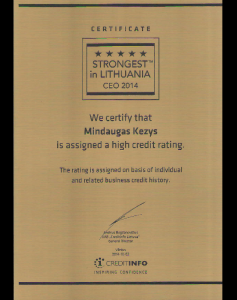 CERTIFICATE
STRONGEST™
in LITHUANIA
CEO 2014
We certify that
Mindaugas Kezys
is assigned a high credit rating.
The rating is assigned on basis of individual
and related business credit history.
CREDITINFO
INSPIRING CONFIDENCE